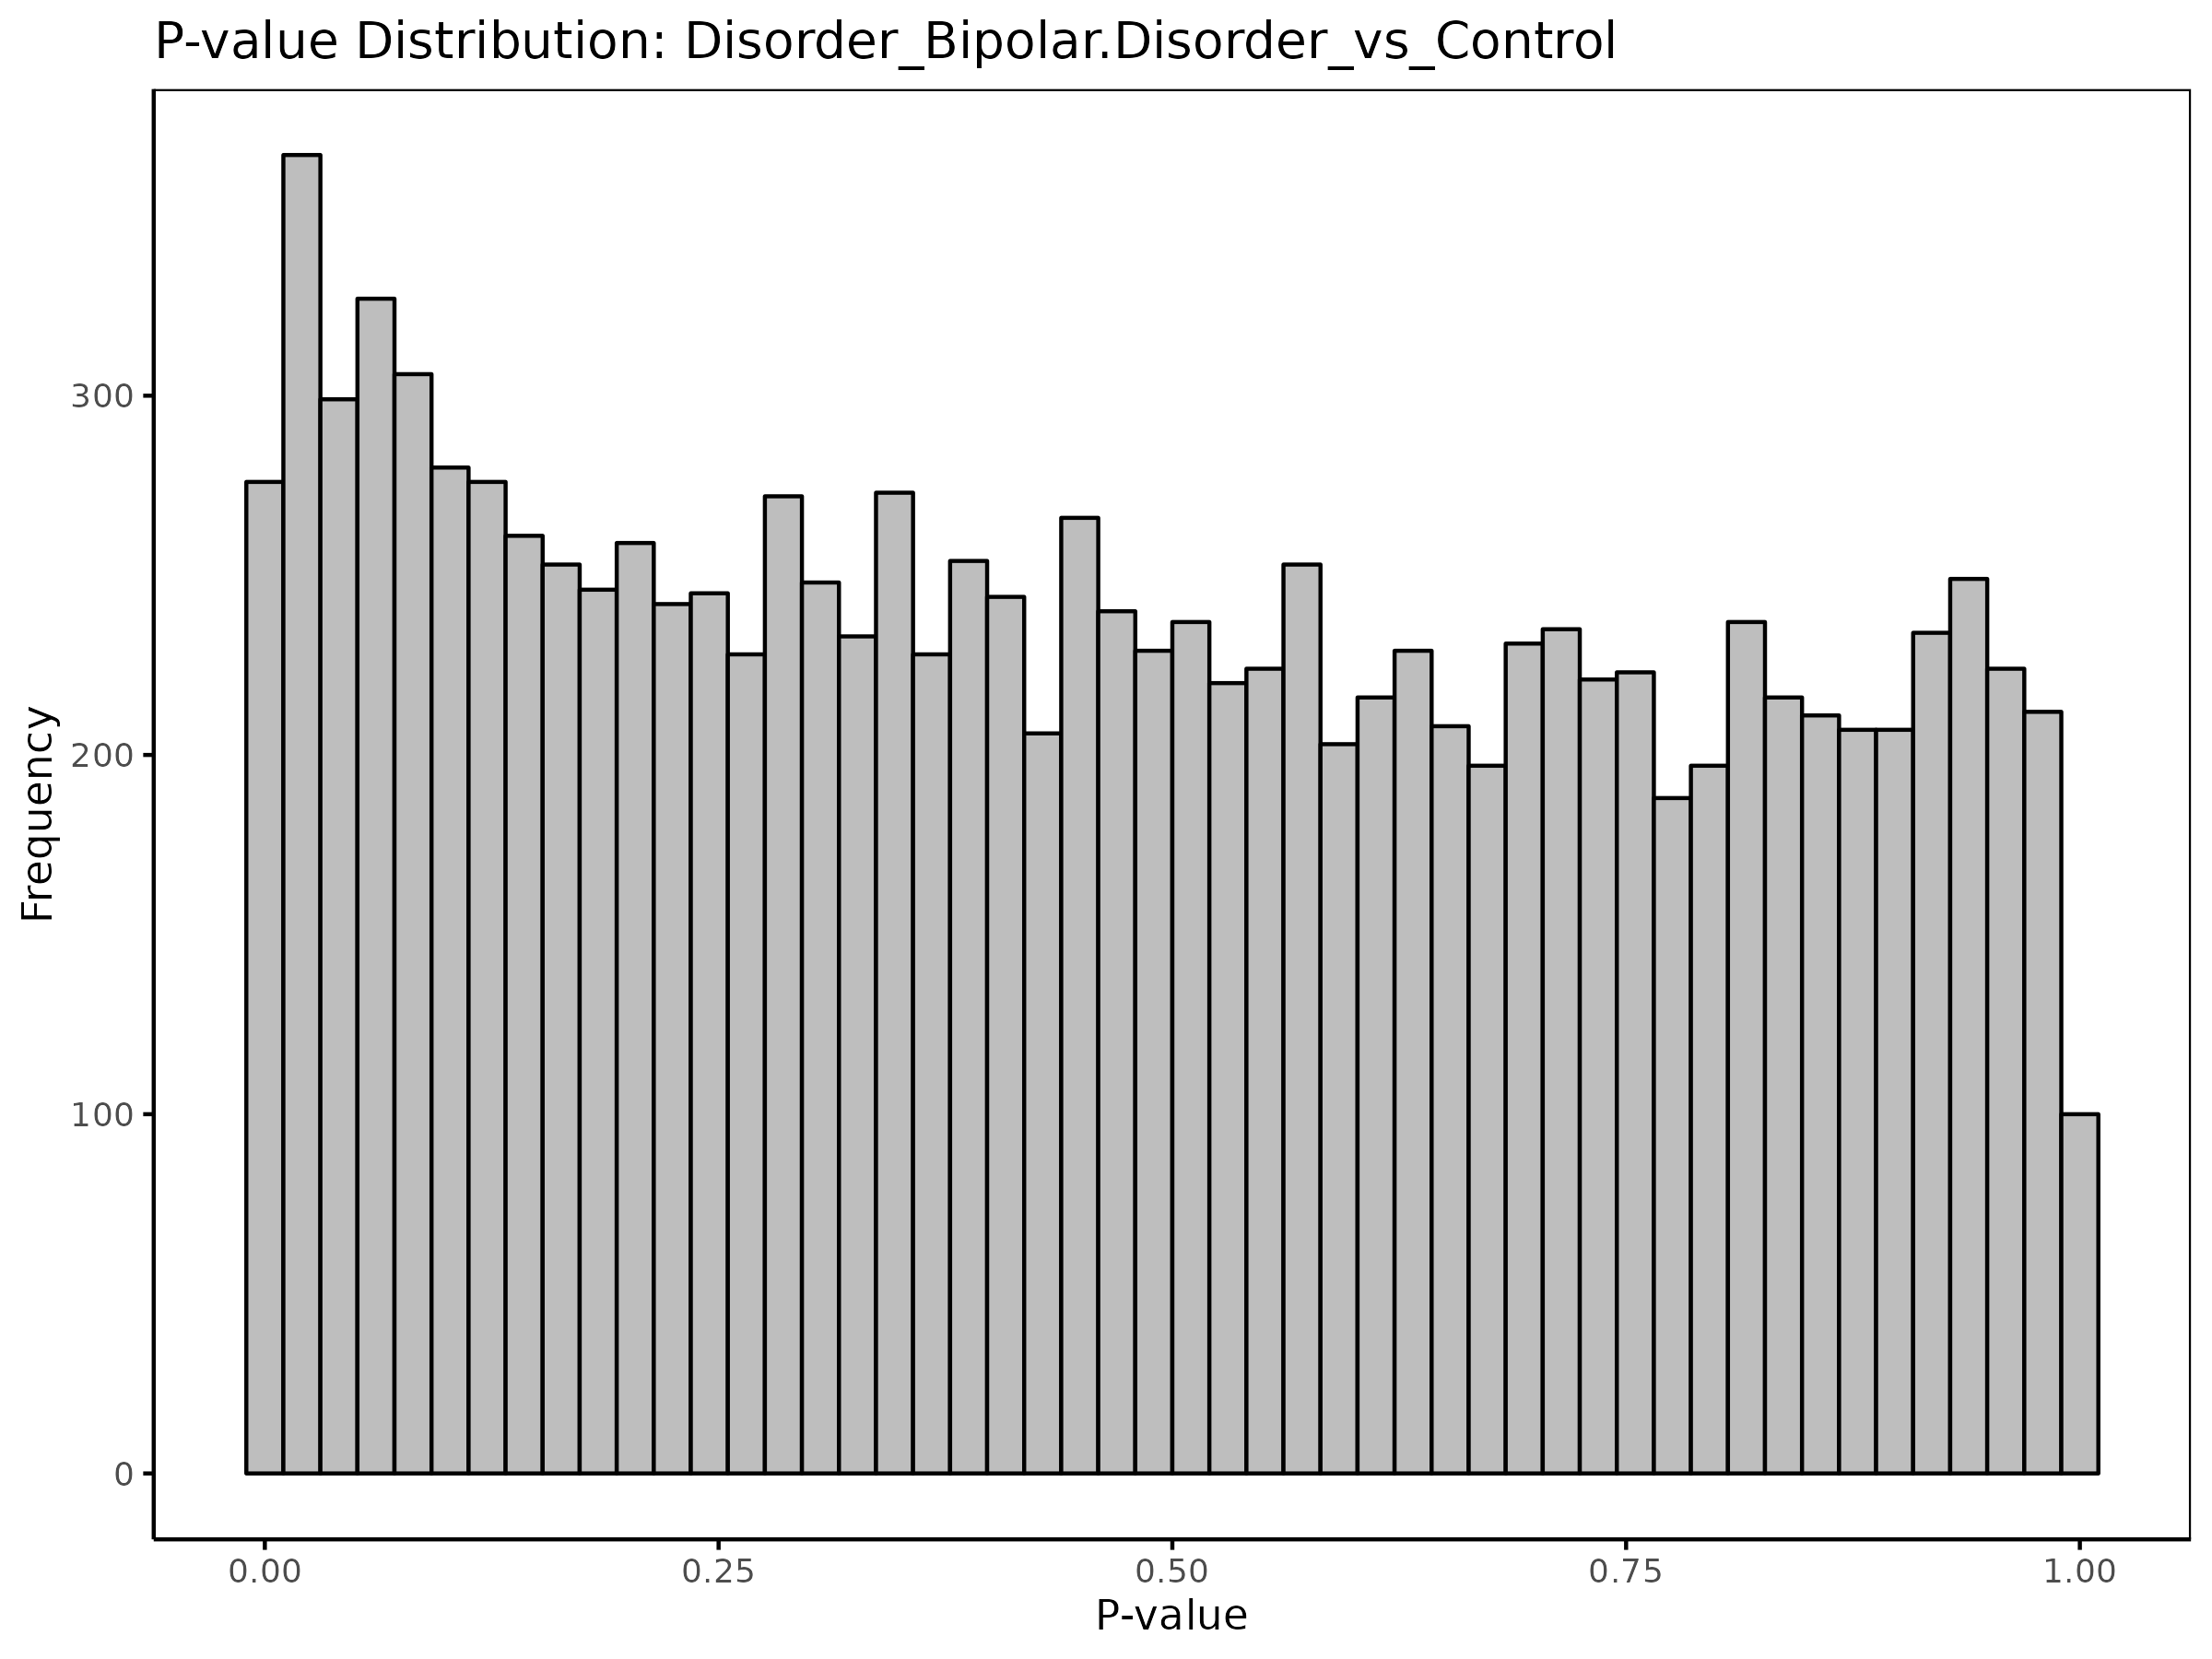 P-value Distribution: Disorder_Bipolar.Disorder_vs_Control
Frequency
300
200
100
0
0.00 0.25 0.50 0.75 1.00
P-value